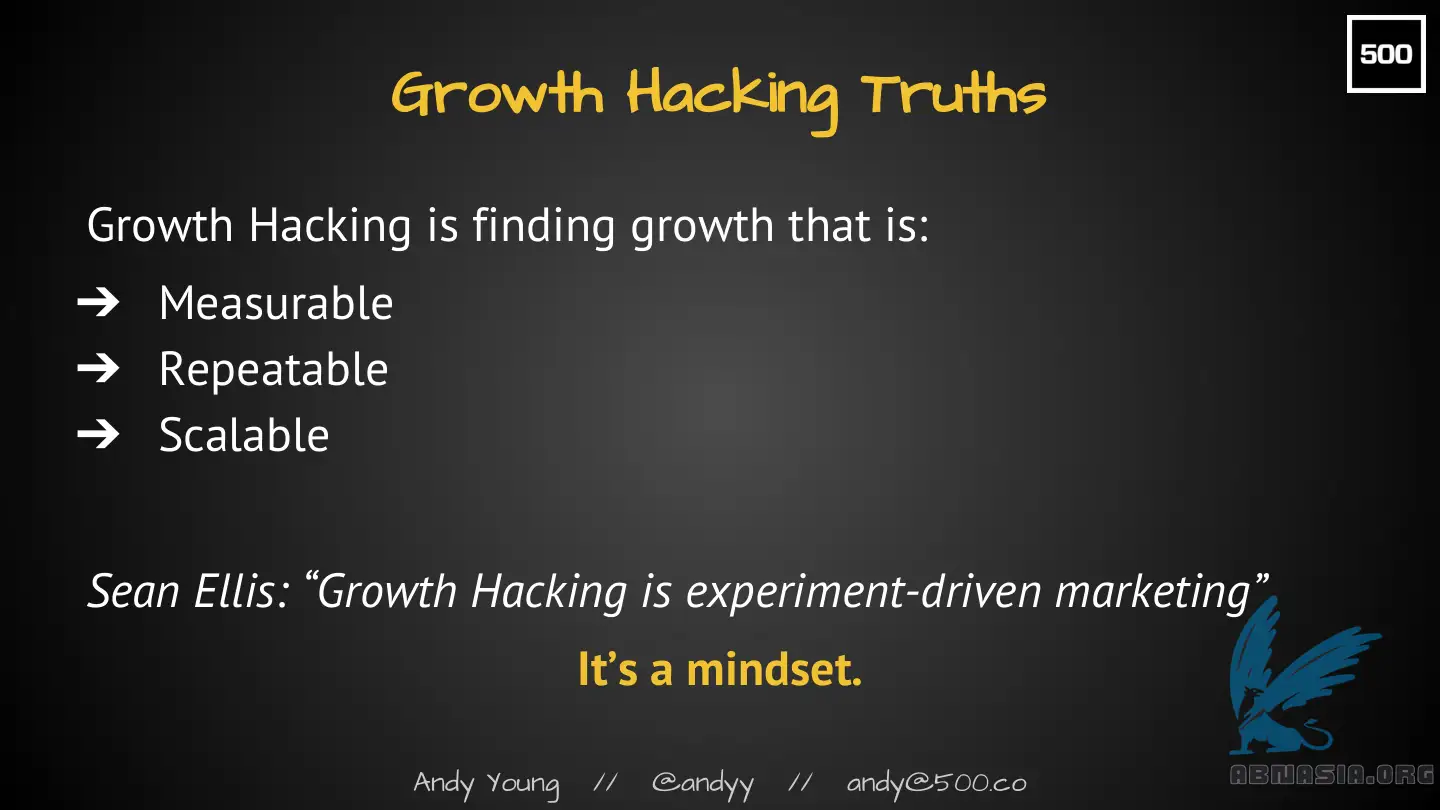 500
Growth Hacking Truths
Growth Hacking is finding growth that is:
➔ Measurable
➔ Repeatable
➔ Scalable
Sean Ellis: “Growth Hacking is experiment-driven marketing”
It’s a mindset.
Andy Young // @andyy // andy@500.co
ABNASIA.ORG